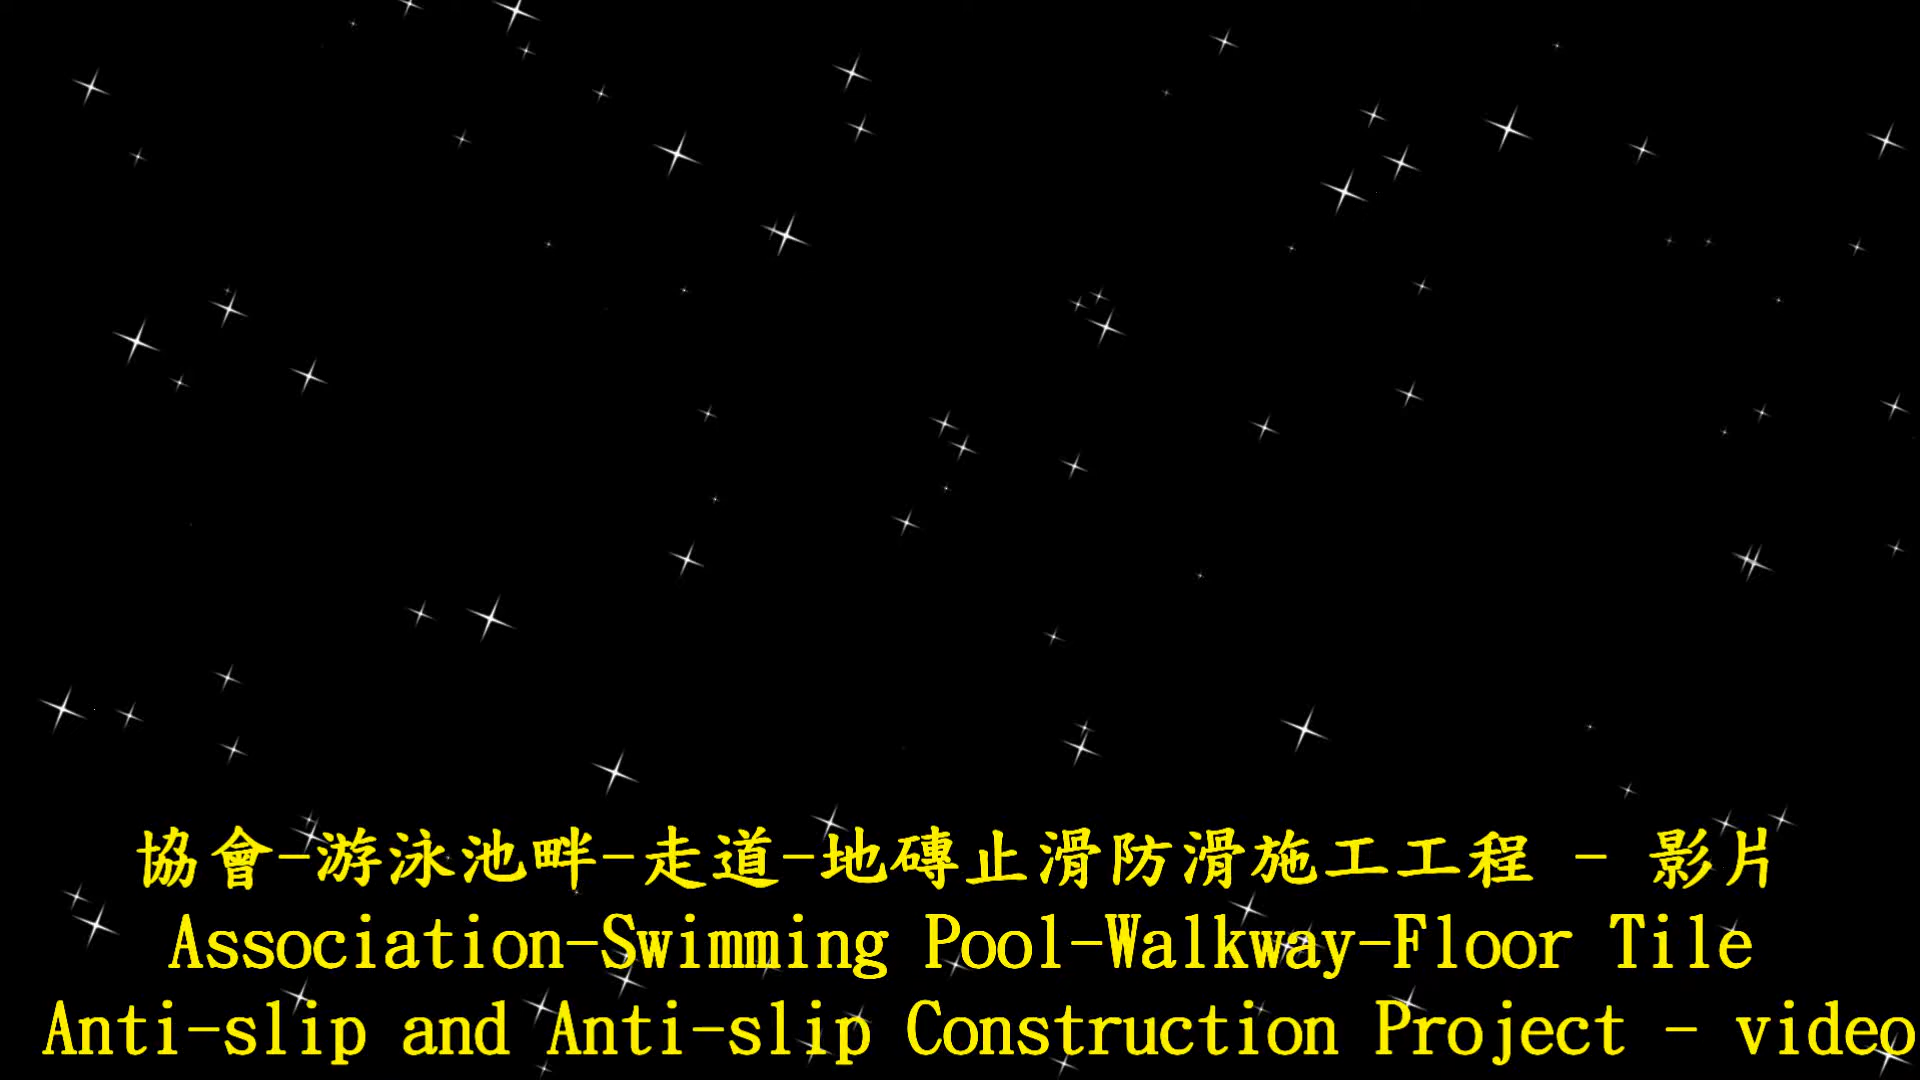 協會-游泳池畔-走道-地磚止滑防滑施工工程 - 影片
Association-Swimming Pool-Walkway-Floor Tile
Anti-slip and Anti-slip Construction Project - video